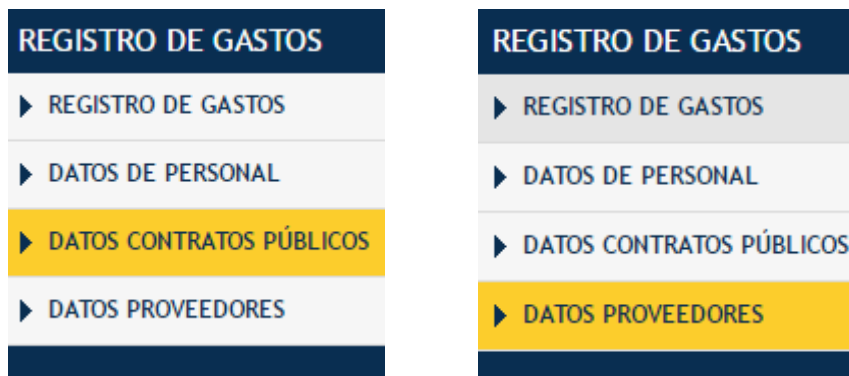 REGISTRO DE GASTOS
REGISTRO DE GASTOS
DATOS DE PERSONAL
DATOS CONTRATOS PÚBLICOS
DATOS PROVEEDORES
REGISTRO DE GASTOS
REGISTRO DE GASTOS
DATOS DE PERSONAL
DATOS CONTRATOS PÚBLICOS
DATOS PROVEEDORES